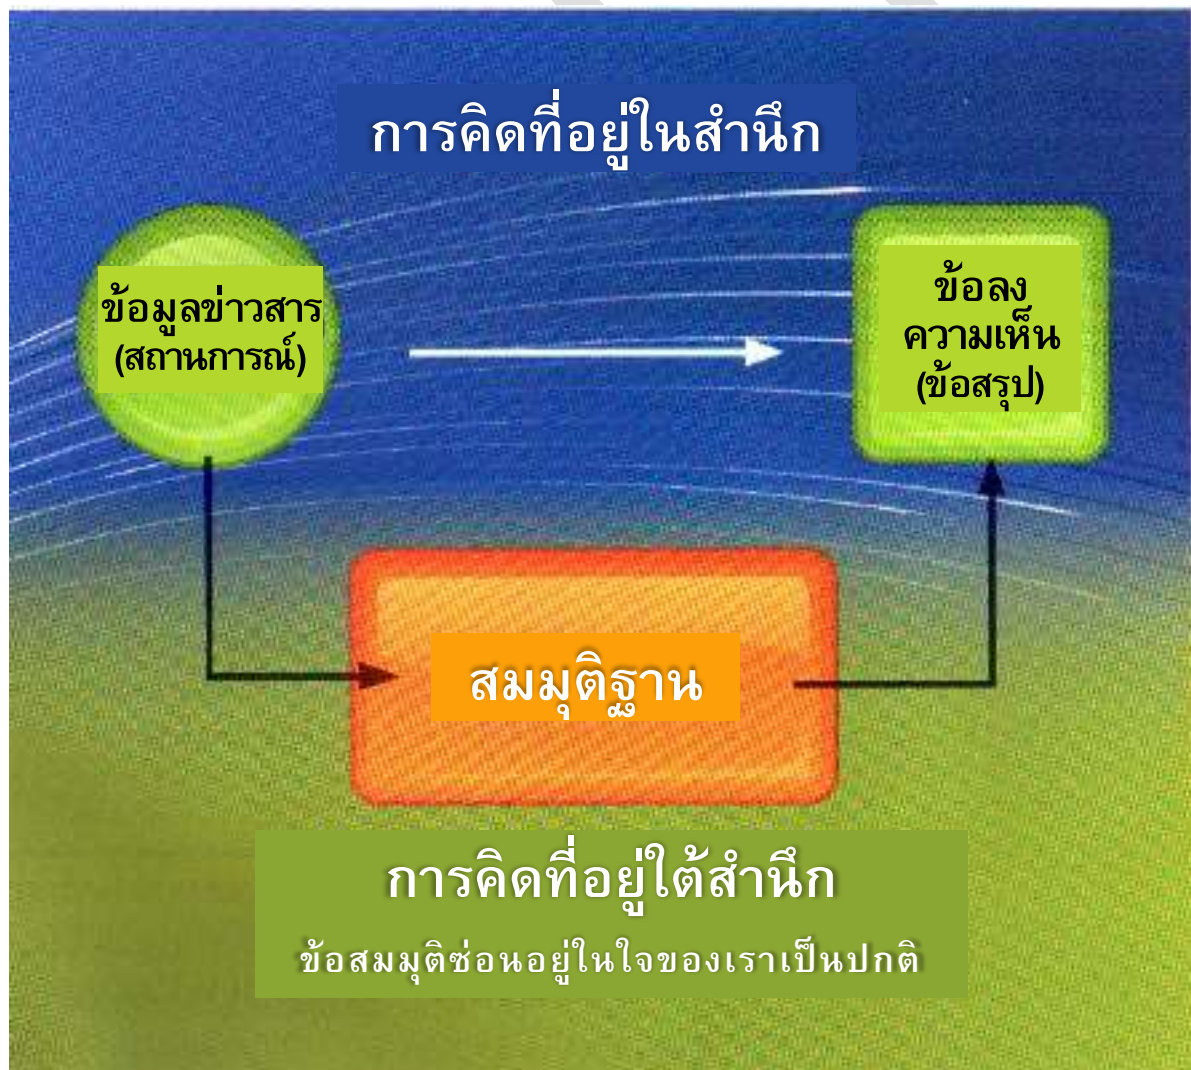 การคิดที่อยู่ในสำนึก
ข้อมูลข่าวสาร
(สถานการณ์)
ข้อลง
ความเห็น
(ข้อสรุป)
สมมุติฐาน
การคิดที่อยู่ใต้สำนึก
ข้อสมมุติซ่อนอยู่ในใจของเราเป็นปกติ